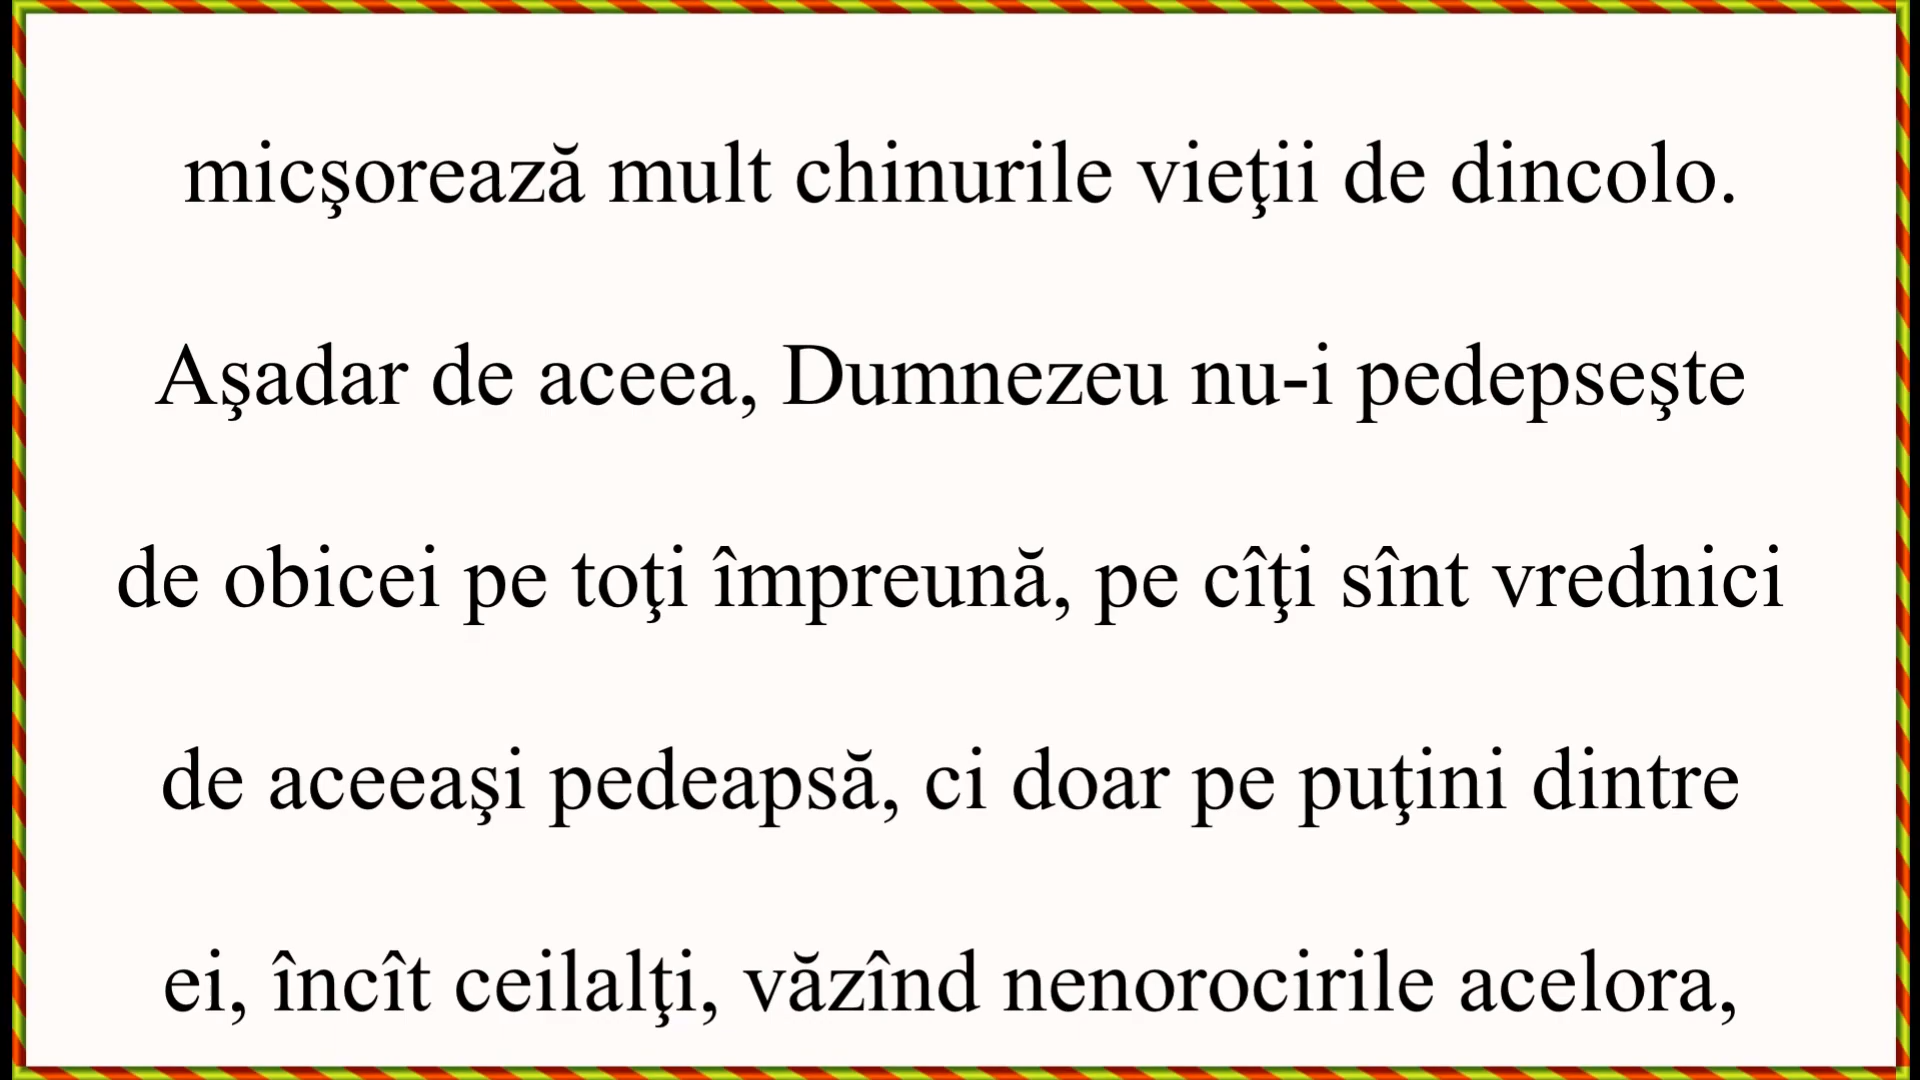 micşorează mult chinurile vieţii de dincolo.
Aşadar de aceea, Dumnezeu nu-i pedepseşte
de obicei pe toţi împreună, pe cîţi sînt vrednici
de aceeaşi pedeapsă, ci doar pe puţini dintre
ei, încît ceilalţi, văzînd nenorocirile acelora,